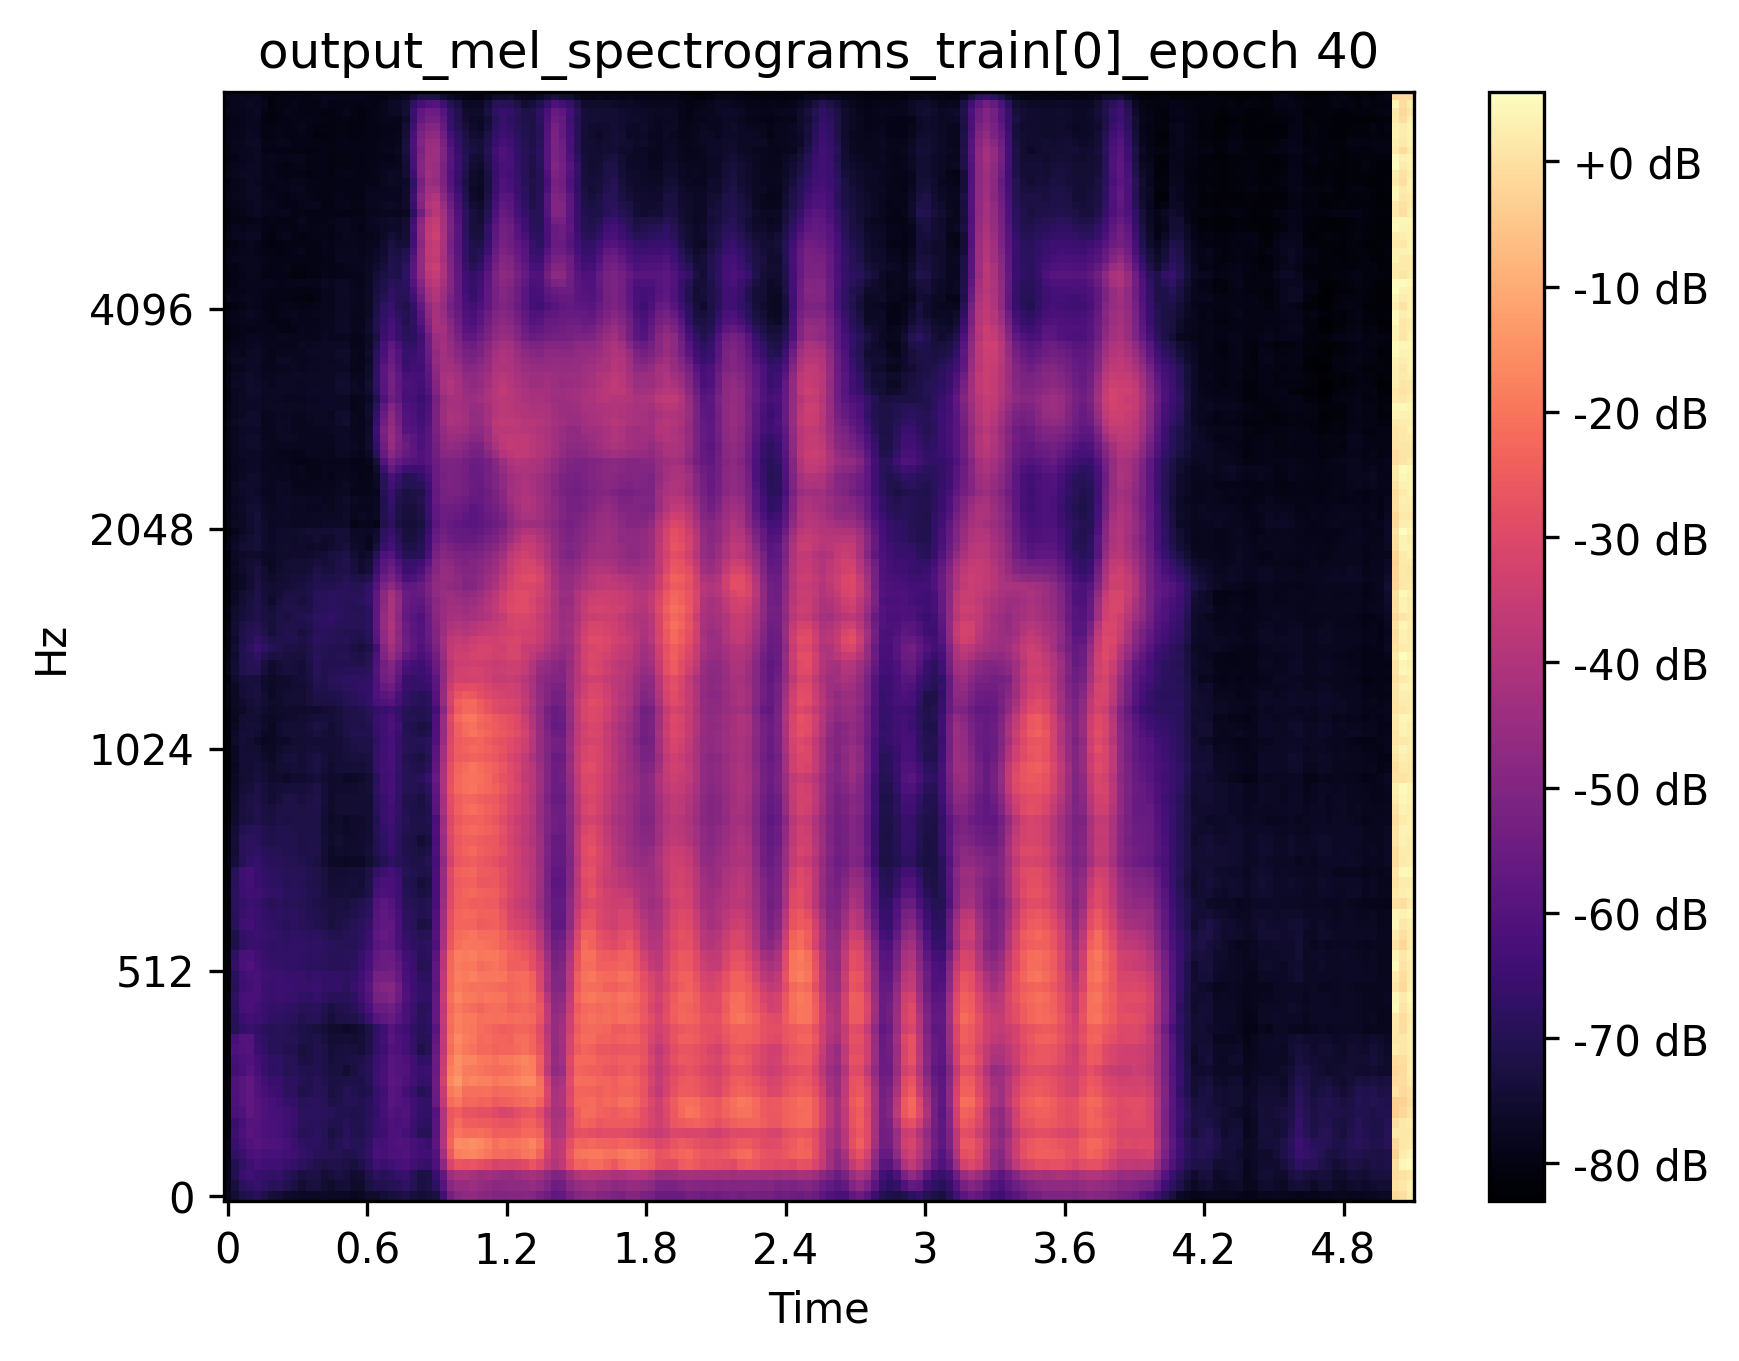 output_mel_spectrograms_train[0]_epoch 40
4096
2048
1024
512
0
Hz
0 0.6 1.2 1.8 2.4 3 3.6 4.2 4.8
Time
+0 dB
-10 dB
-20 dB
-30 dB
-40 dB
-50 dB
-60 dB
-70 dB
-80 dB